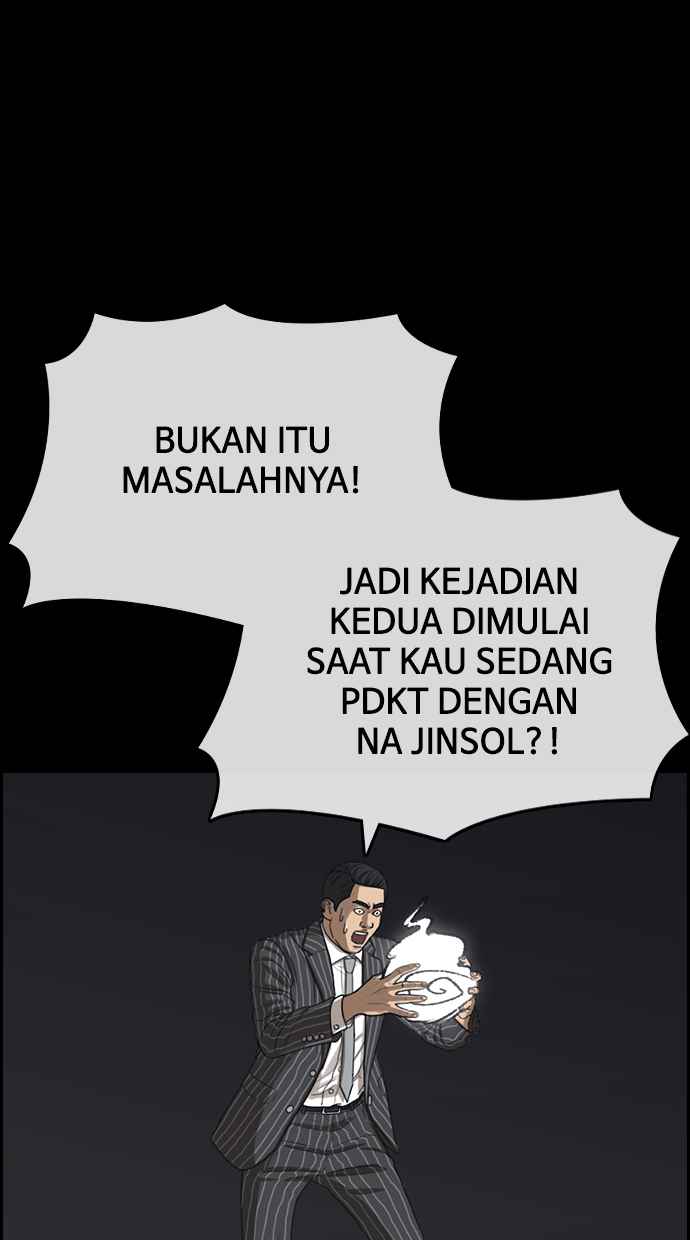 BUKAN ITU
MASALAHNYA!
JADI KEJADIAN
KEDUA DIMULAI
SAAT KAU SEDANG
PDKT DENGAN
NA JINSOL?!